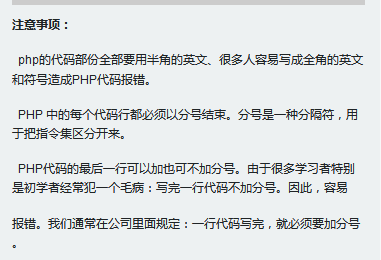 注意事项：
php的代码部份全部要用半角的英文、很多人容易写成全角的英文
和符号造成PHP代码报错。
PHP 中的每个代码行都必须以分号结束。分号是一种分隔符，用
于把指令集区分开来。
PHP代码的最后一行可以加也可不加分号。由于很多学习者特别
是初学者经常犯一个毛病：写完一行代码不加分号。因此，容易
报错。我们通常在公司里面规定：一行代码写完，就必须要加分号
。